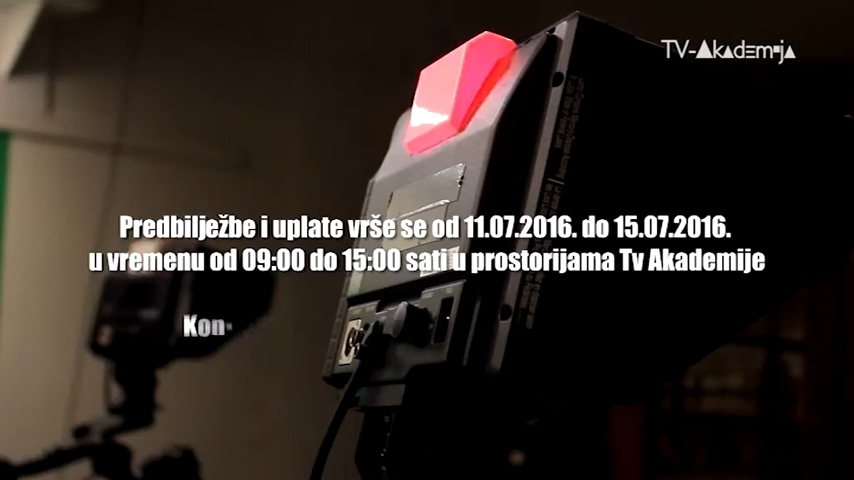 TV-Akademija
Predbilježbe i uplate vrše se od 11.07.2016. do 15.07.2016.
u vremenu od 09:00 do 15:00 sati u prostorijama Tv Akademije
Kon